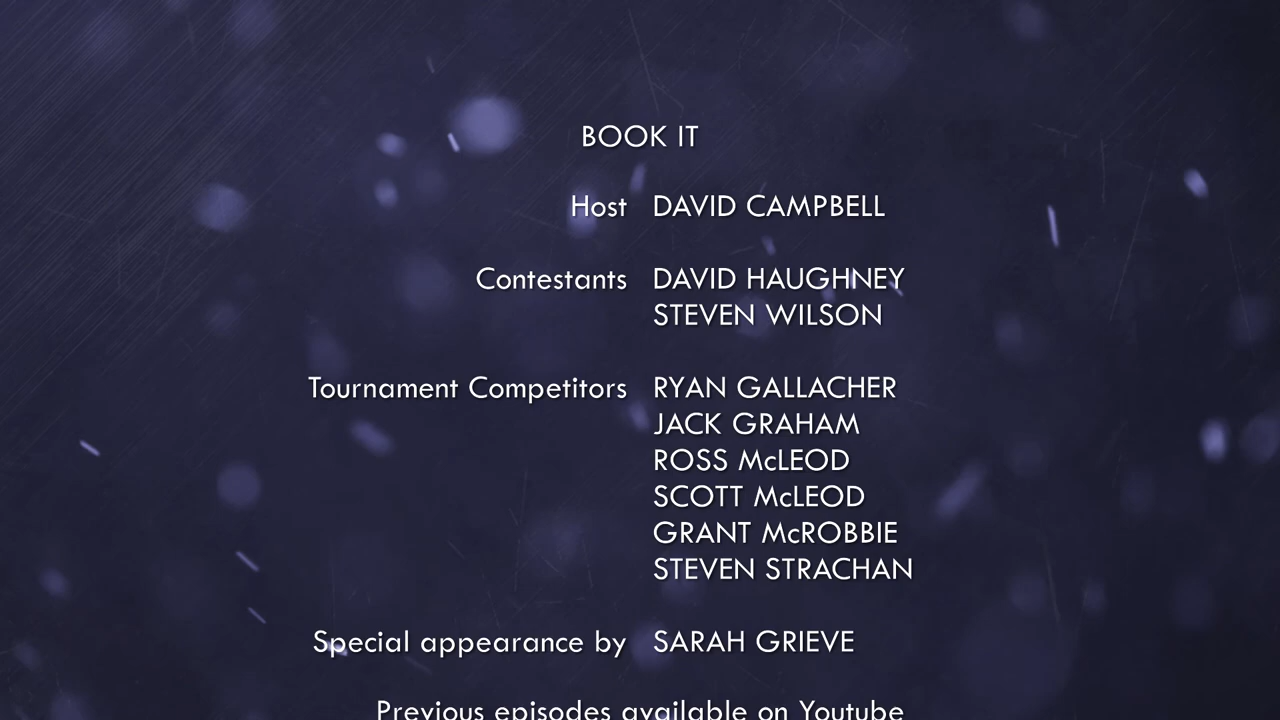 BOOK IT
Host DAVID CAMPBELL
Contestants DAVID HAUGHNEY
STEVEN WILSON
Tournament Competitors RYAN GALLACHER
JACK GRAHAM
ROSS McLEOD
SCOTT McLEOD
GRANT McROBBIE
STEVEN STRACHAN
Special appearance by SARAH GRIEVE
Previous episodes available on Youtube